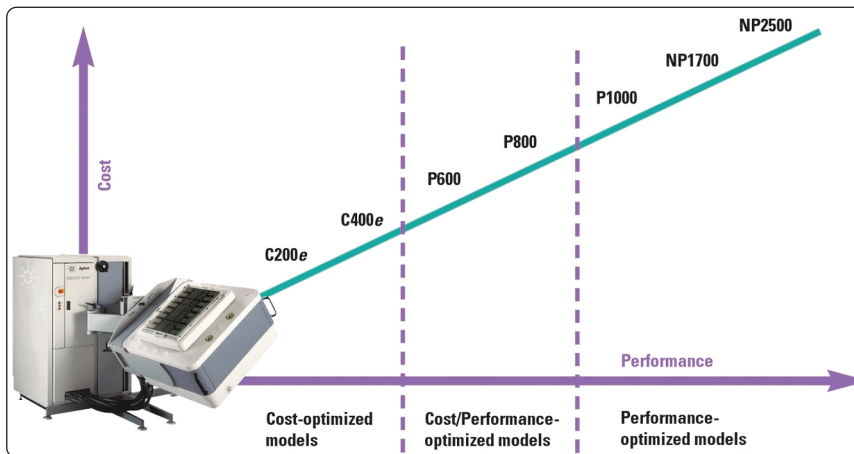 NP2500
NP1700
P1000
P800
P600
C400e
C200e
Cost
Agilent
Performance
Cost-optimized
models
Cost/Performance-
optimized models
Performance-
optimized models